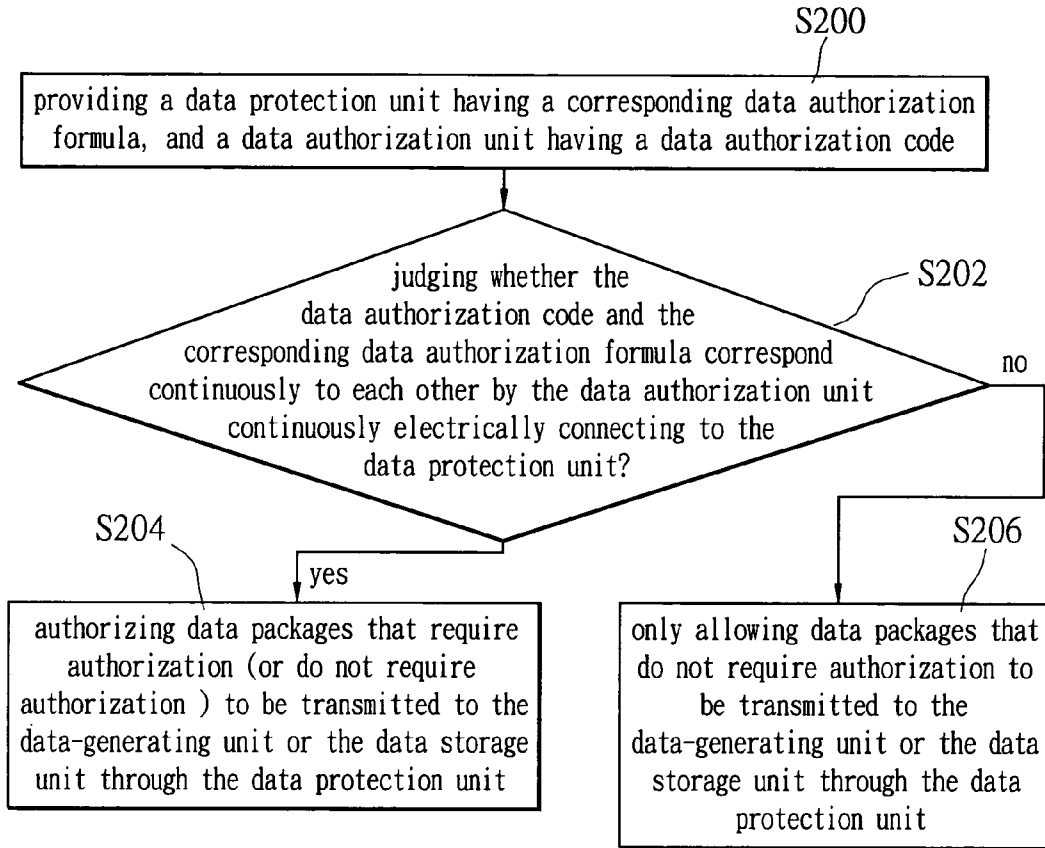 S200
providing a data protection unit having a corresponding data authorization
formula, and a data authorization unit having a data authorization code
judging whether the
data authorization code and the
corresponding data authorization formula correspond
continuously to each other by the data authorization unit
continuously electrically connecting to the
data protection unit?
S202
no
S204
yes
authorizing data packages that require
authorization (or do not require
authorization ) to be transmitted to the
data-generating unit or the data storage
unit through the data protection unit
S206
only allowing data packages that
do not require authorization to
be transmitted to the
data-generating unit or the data
storage unit through the data
protection unit